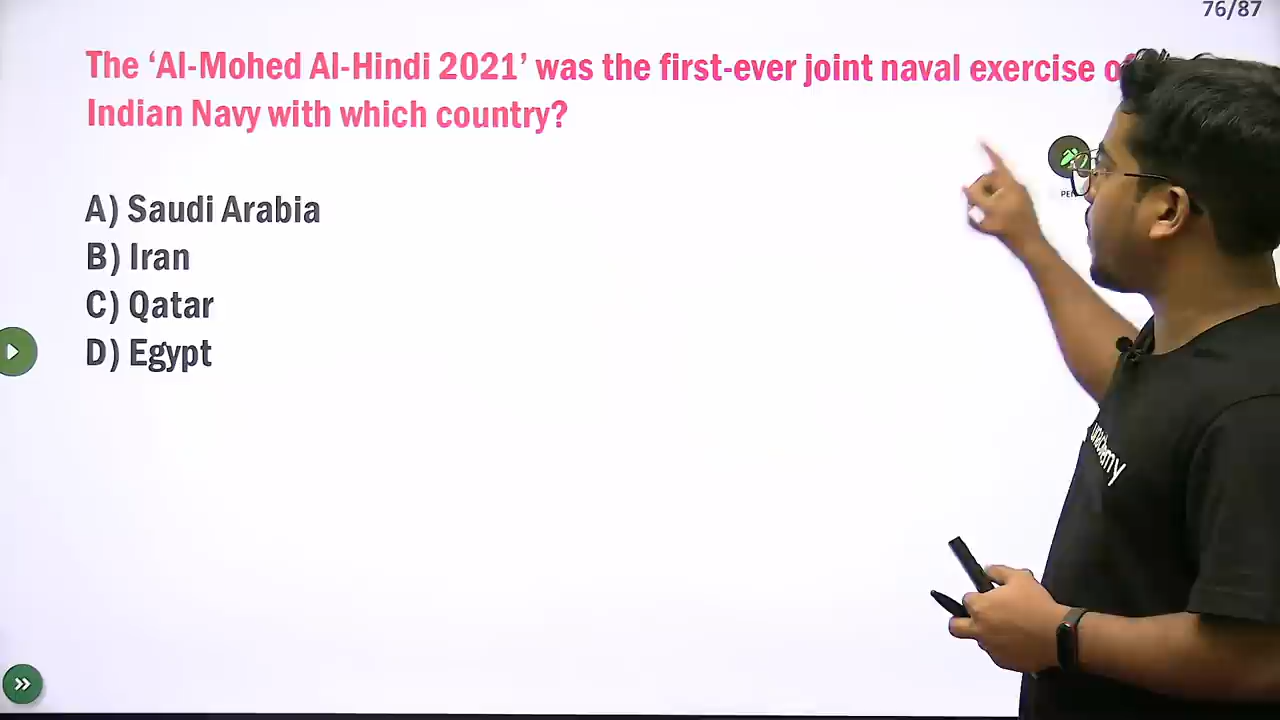 76/87
The ‘Al-Mohed Al-Hindi 2021’ was the first-ever joint naval exercise
Indian Navy with which country?
A) Saudi Arabia
B) Iran
C) Qatar
D) Egypt